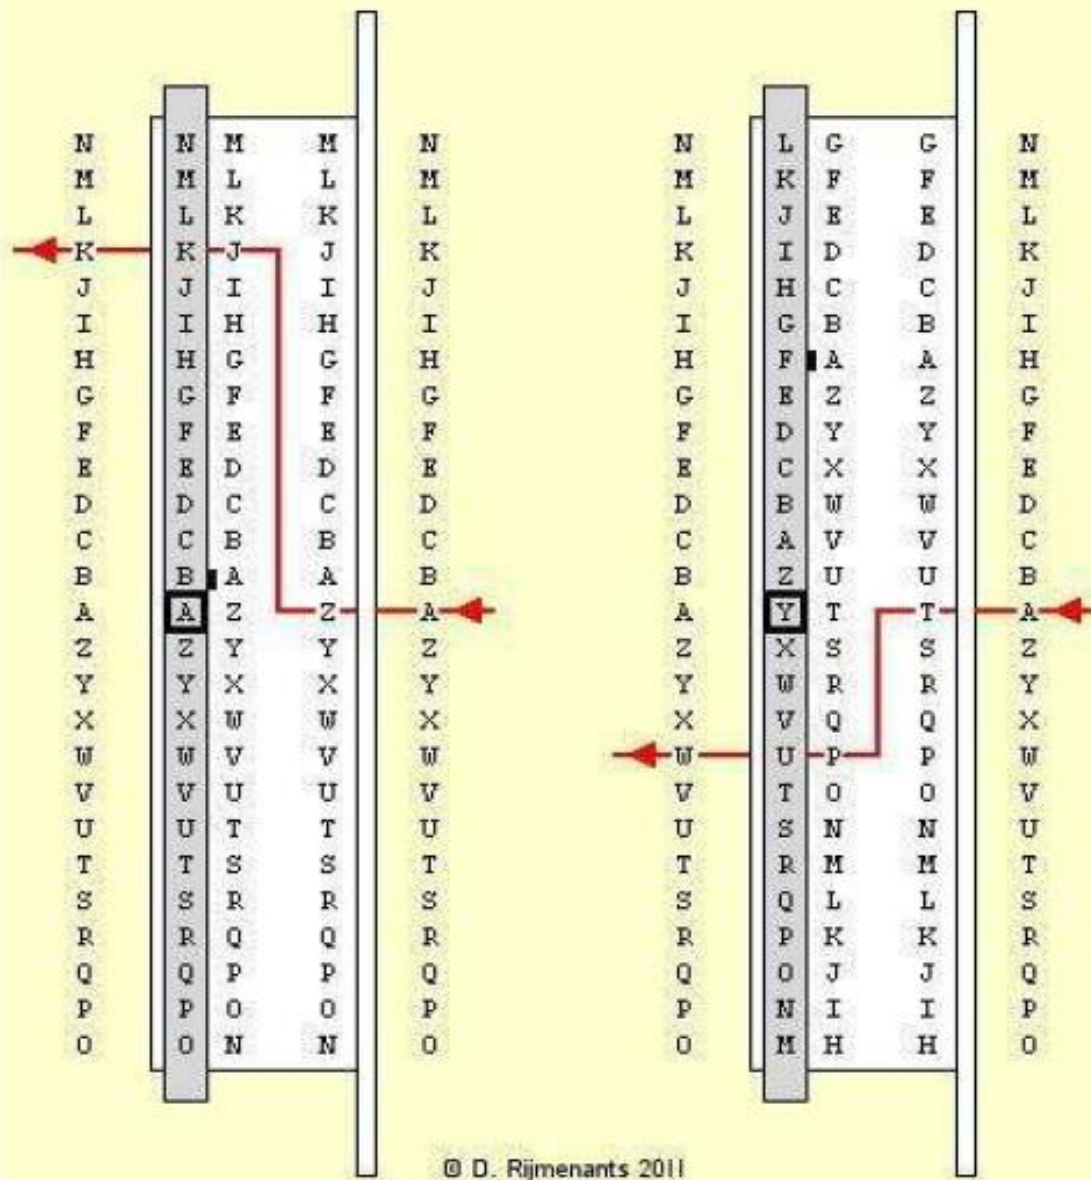 N N M M N N L G G N
M M L L M M K F F M
L L K K L L J E E L
K K J J K K I D D K
J J I I J J H C C J
I I H H I I G B B I
H H G G H H F A A H
G G F F G G E Z Z G
F F E E F F D Y Y F
E E D D E E C X X E
D D C C D D B W W D
C C B B C C A V V C
B B A A B B Z U U B
A A Z Z A A Y T T A
Z Z Y Y Z Z X S S Z
Y Y X X Y Y W R R Y
X X W W X X V Q Q X
W W V V W W U P P W
V V U U V V T O O V
U U T T U U S N N U
T T S S T T R M M T
S S R R S S Q L L S
R R Q Q R R P K K R
Q Q P P Q Q O J J Q
P P O O P P N I I P
O O N N O O M H H O
© D. Rijmenants 2011